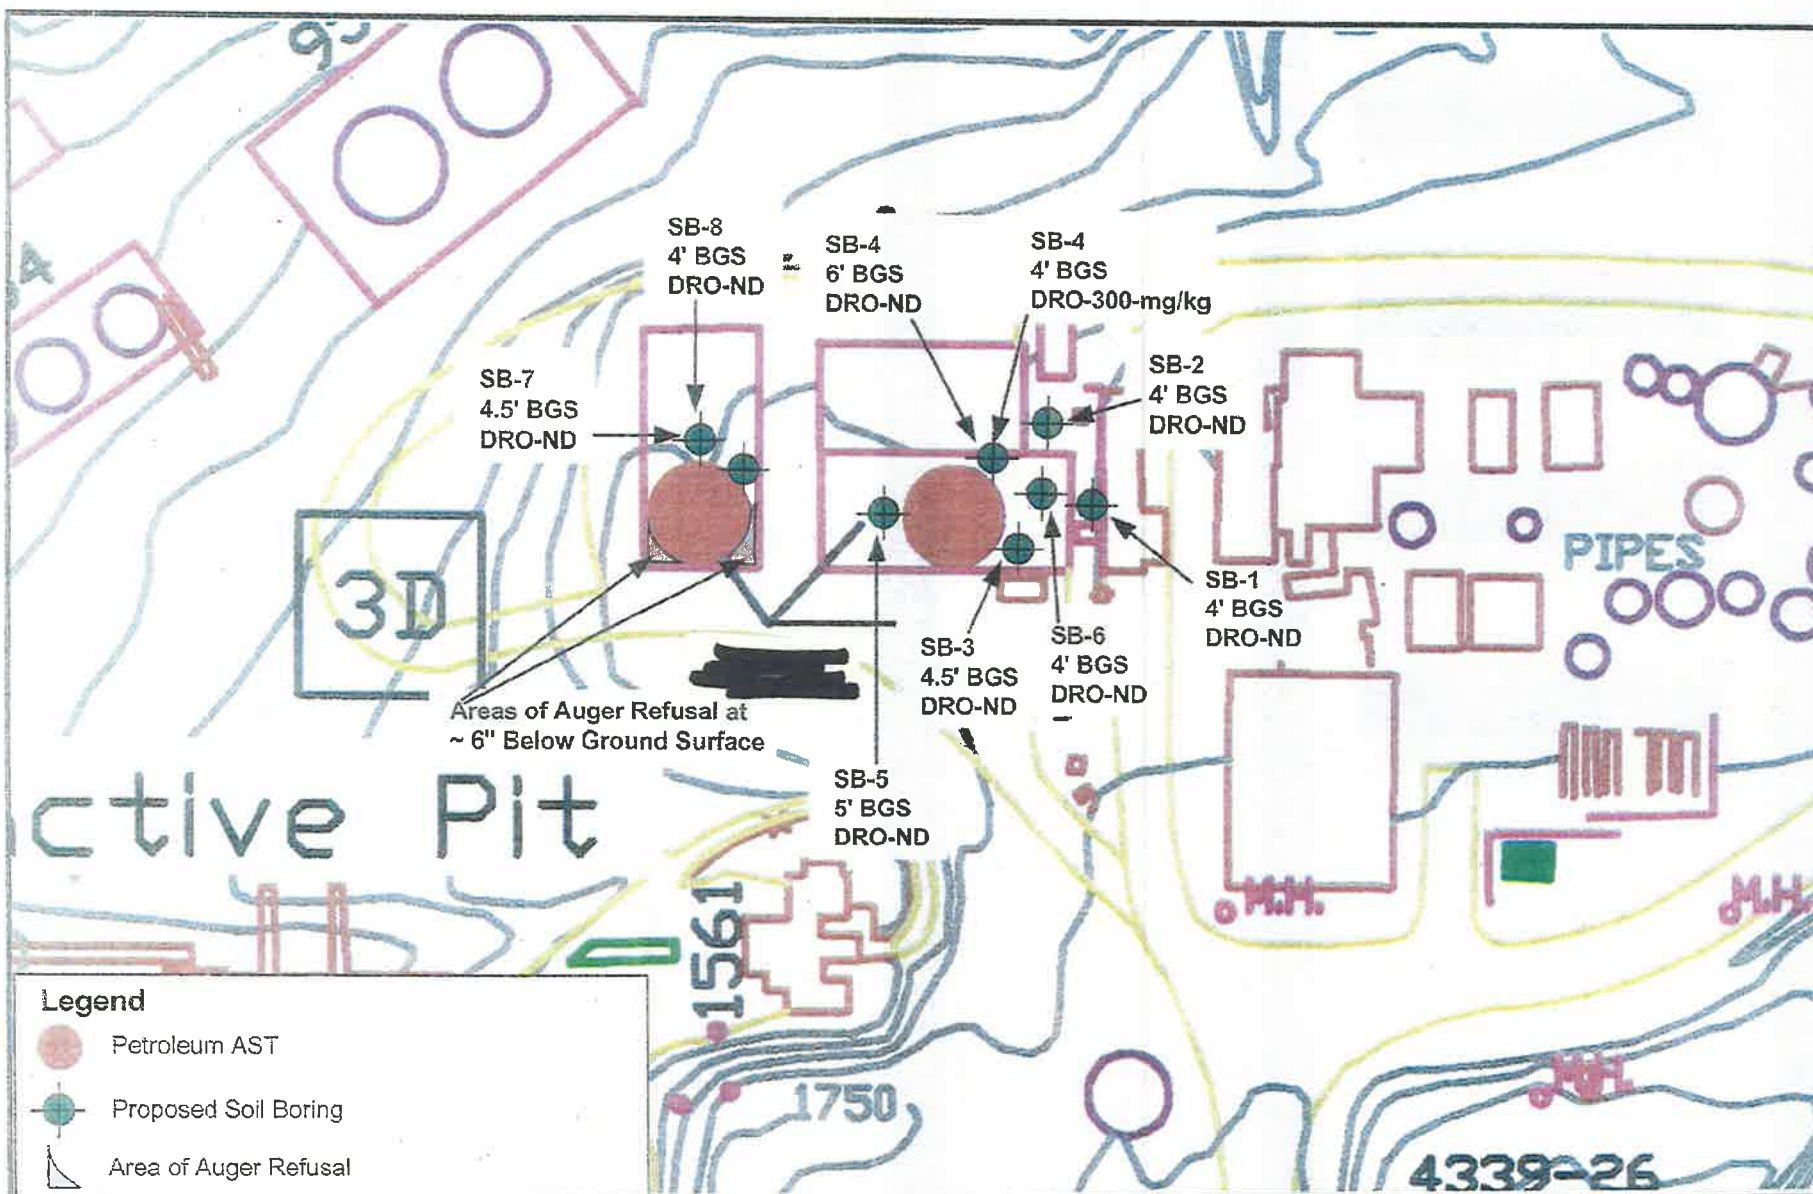 SB-8
4' BGS
DRO-ND
SB-4
6' BGS
DRO-ND
SB-4
4' BGS
DRO-300-mg/kg
SB-7
4.5' BGS
DRO-ND
SB-2
4' BGS
DRO-ND
PIPES
3D
SB-1
4' BGS
DRO-ND
SB-3
4.5' BGS
DRO-ND
SB-6
4' BGS
DRO-ND
Areas of Auger Refusal at
~ 6" Below Ground Surface
SB-5
5' BGS
DRO-ND
ctive Pit
1561
M.H.
M.H.
Legend
Petroleum AST
Proposed Soil Boring
Area of Auger Refusal
1750
M.H.
4339-26